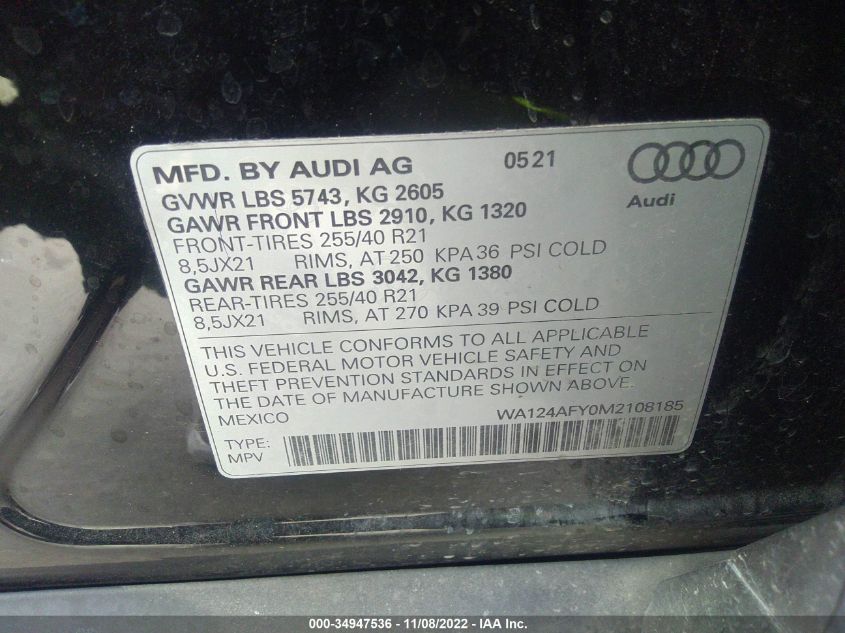 MFD. BY AUDI AG 05 21
GVWR LBS 5743, KG 2605
GAWR FRONT LBS 2910, KG 1320
Audi
FRONT-TIRES 255/40 R21
8,5JX21 RIMS, AT 250 KPA 36 PSI COLD
GAWR REAR LBS 3042, KG 1380
REAR-TIRES 255/40 R21
8,5JX21 RIMS, AT 270 KPA 39 PSI COLD
THIS VEHICLE CONFORMS TO ALL APPLICABLE
U.S. FEDERAL MOTOR VEHICLE SAFETY AND
THEFT PREVENTION STANDARDS IN EFFECT ON
THE DATE OF MANUFACTURE SHOWN ABOVE.
MEXICO WA124AFY0M2108185
TYPE:
MPV
000-34947536 - 11/08/2022 - IAA Inc.